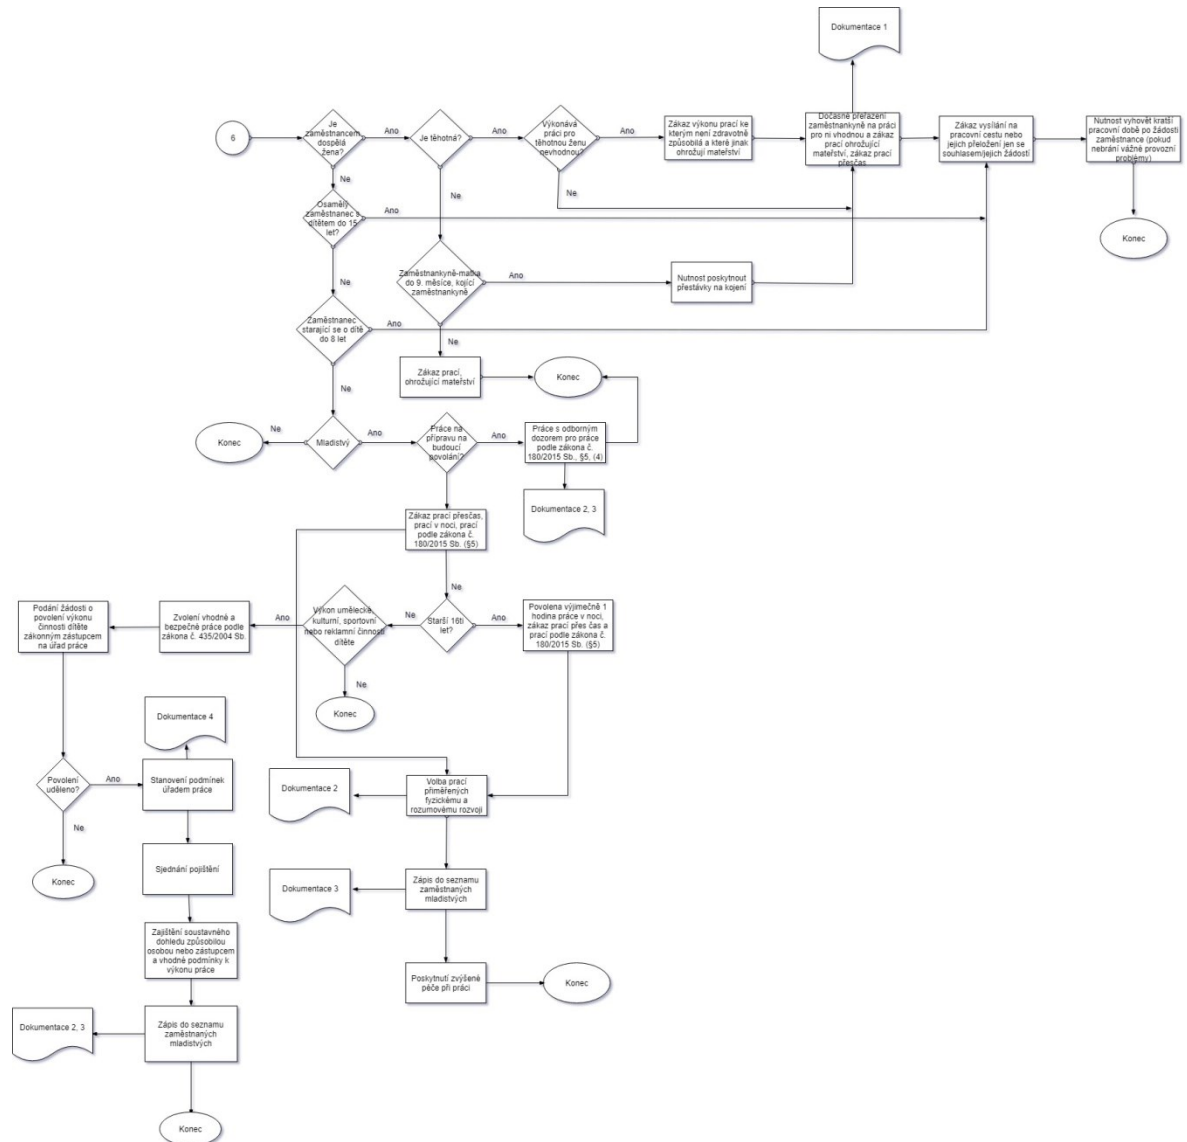 Dokumentace 1
6
Je
zaměstnancem
dospělá
žena?
Ano
Je těhotná?
Ano
Výkonává
práci pro
těhotnou ženu
nevhodnou?
Ano
Zákaz výkonu prací ke
kterým není zdravotně
způsobilá a které jinak
ohrožují mateřství
Dočasné přeřazení
zaměstnankyně na práci
pro ni vhodnou a zákaz
prací ohrožující
mateřství, zákaz prací
přesčas
Zákaz vysílání na
pracovní cestu nebo
jejich přeložení jen se
souhlasem/jejich žádostí
Nutnost vyhovět kratší
pracovní době po žádosti
zaměstnance (pokud
nebrání vážné provozní
problémy)
Konec
Ne
Ne
Ne
Osamělý
zaměstnanec s
dítětem do 15
let?
Ano
Ne
Zaměstnankyně-matka
do 9. měsíce, kojící
zaměstnankyně
Ano
Nutnost poskytnout
přestávky na kojení
Zaměstnanec
starající se o dítě
do 8 let
Ano
Ne
Zákaz prací,
ohrožující mateřství
Konec
Ne
Konec
Ne
Mladistvý
Ano
Práce na
přípravu na
budoucí
povolání?
Ano
Práce s odborným
dozorem pro práce
podle zákona č.
180/2015 Sb., §5, (4)
Dokumentace 2, 3
Zákaz prací přesčas,
prací v noci, prací
podle zákona č.
180/2015 Sb. (§5)
Ne
Starší 16ti
let?
Ano
Povolena výjimečně 1
hodina práce v noci,
zákaz prací přes čas a
prací podle zákona č.
180/2015 Sb. (§5)
Ne
Výkon umělecké,
kulturní, sportovní
nebo reklamní činnosti
dítěte
Ano
Zvolení vhodné a
bezpečné práce podle
zákona č. 435/2004 Sb.
Podání žádosti o
povolení výkonu
činnosti dítěte
zákonným zástupcem
na úřad práce
Ne
Konec
Dokumentace 4
Povolení
uděleno?
Ano
Stanovení podmínek
úřadem práce
Ne
Konec
Sjednání pojištění
Zajištění soustavného
dohledu způsobilou
osobou nebo zástupcem
a vhodné podmínky k
výkonu práce
Dokumentace 2, 3
Zápis do seznamu
zaměstnaných
mladistvých
Konec
Dokumentace 2
Volba prací
přiměřených
fyzickému a
rozumovému rozvoji
Dokumentace 3
Zápis do seznamu
zaměstnaných
mladistvých
Poskytnutí zvýšené
péče při práci
Konec